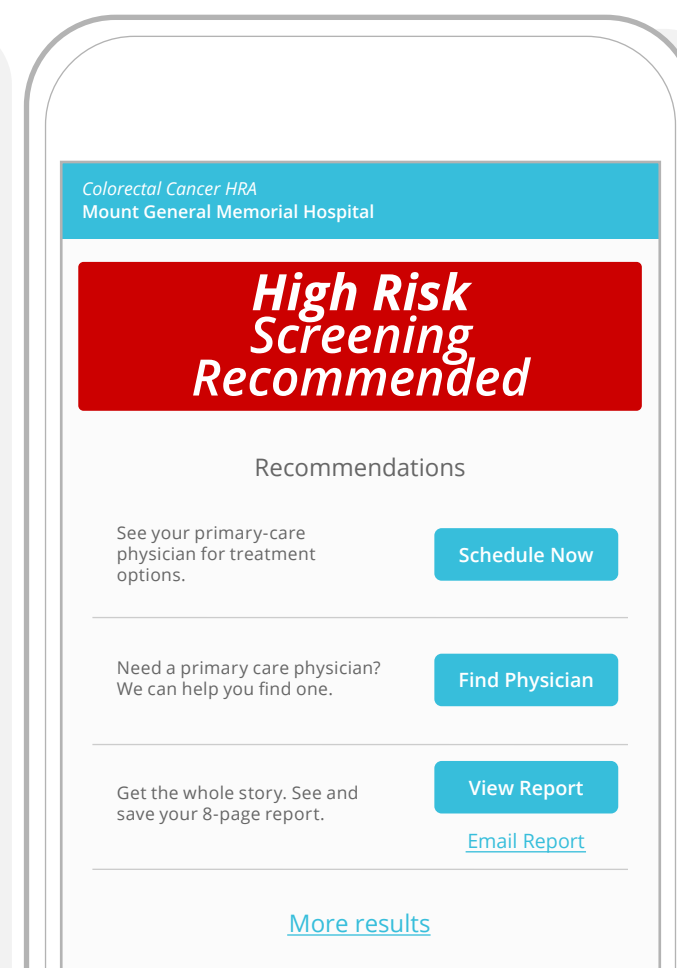 Colorectal Cancer HRA
Mount General Memorial Hospital
High Risk
Screening
Recommended
Recommendations
See your primary-care
physician for treatment
options.
Schedule Now
Need a primary care physician?
We can help you find one.
Find Physician
Get the whole story. See and
save your 8-page report.
View Report
Email Report
More results